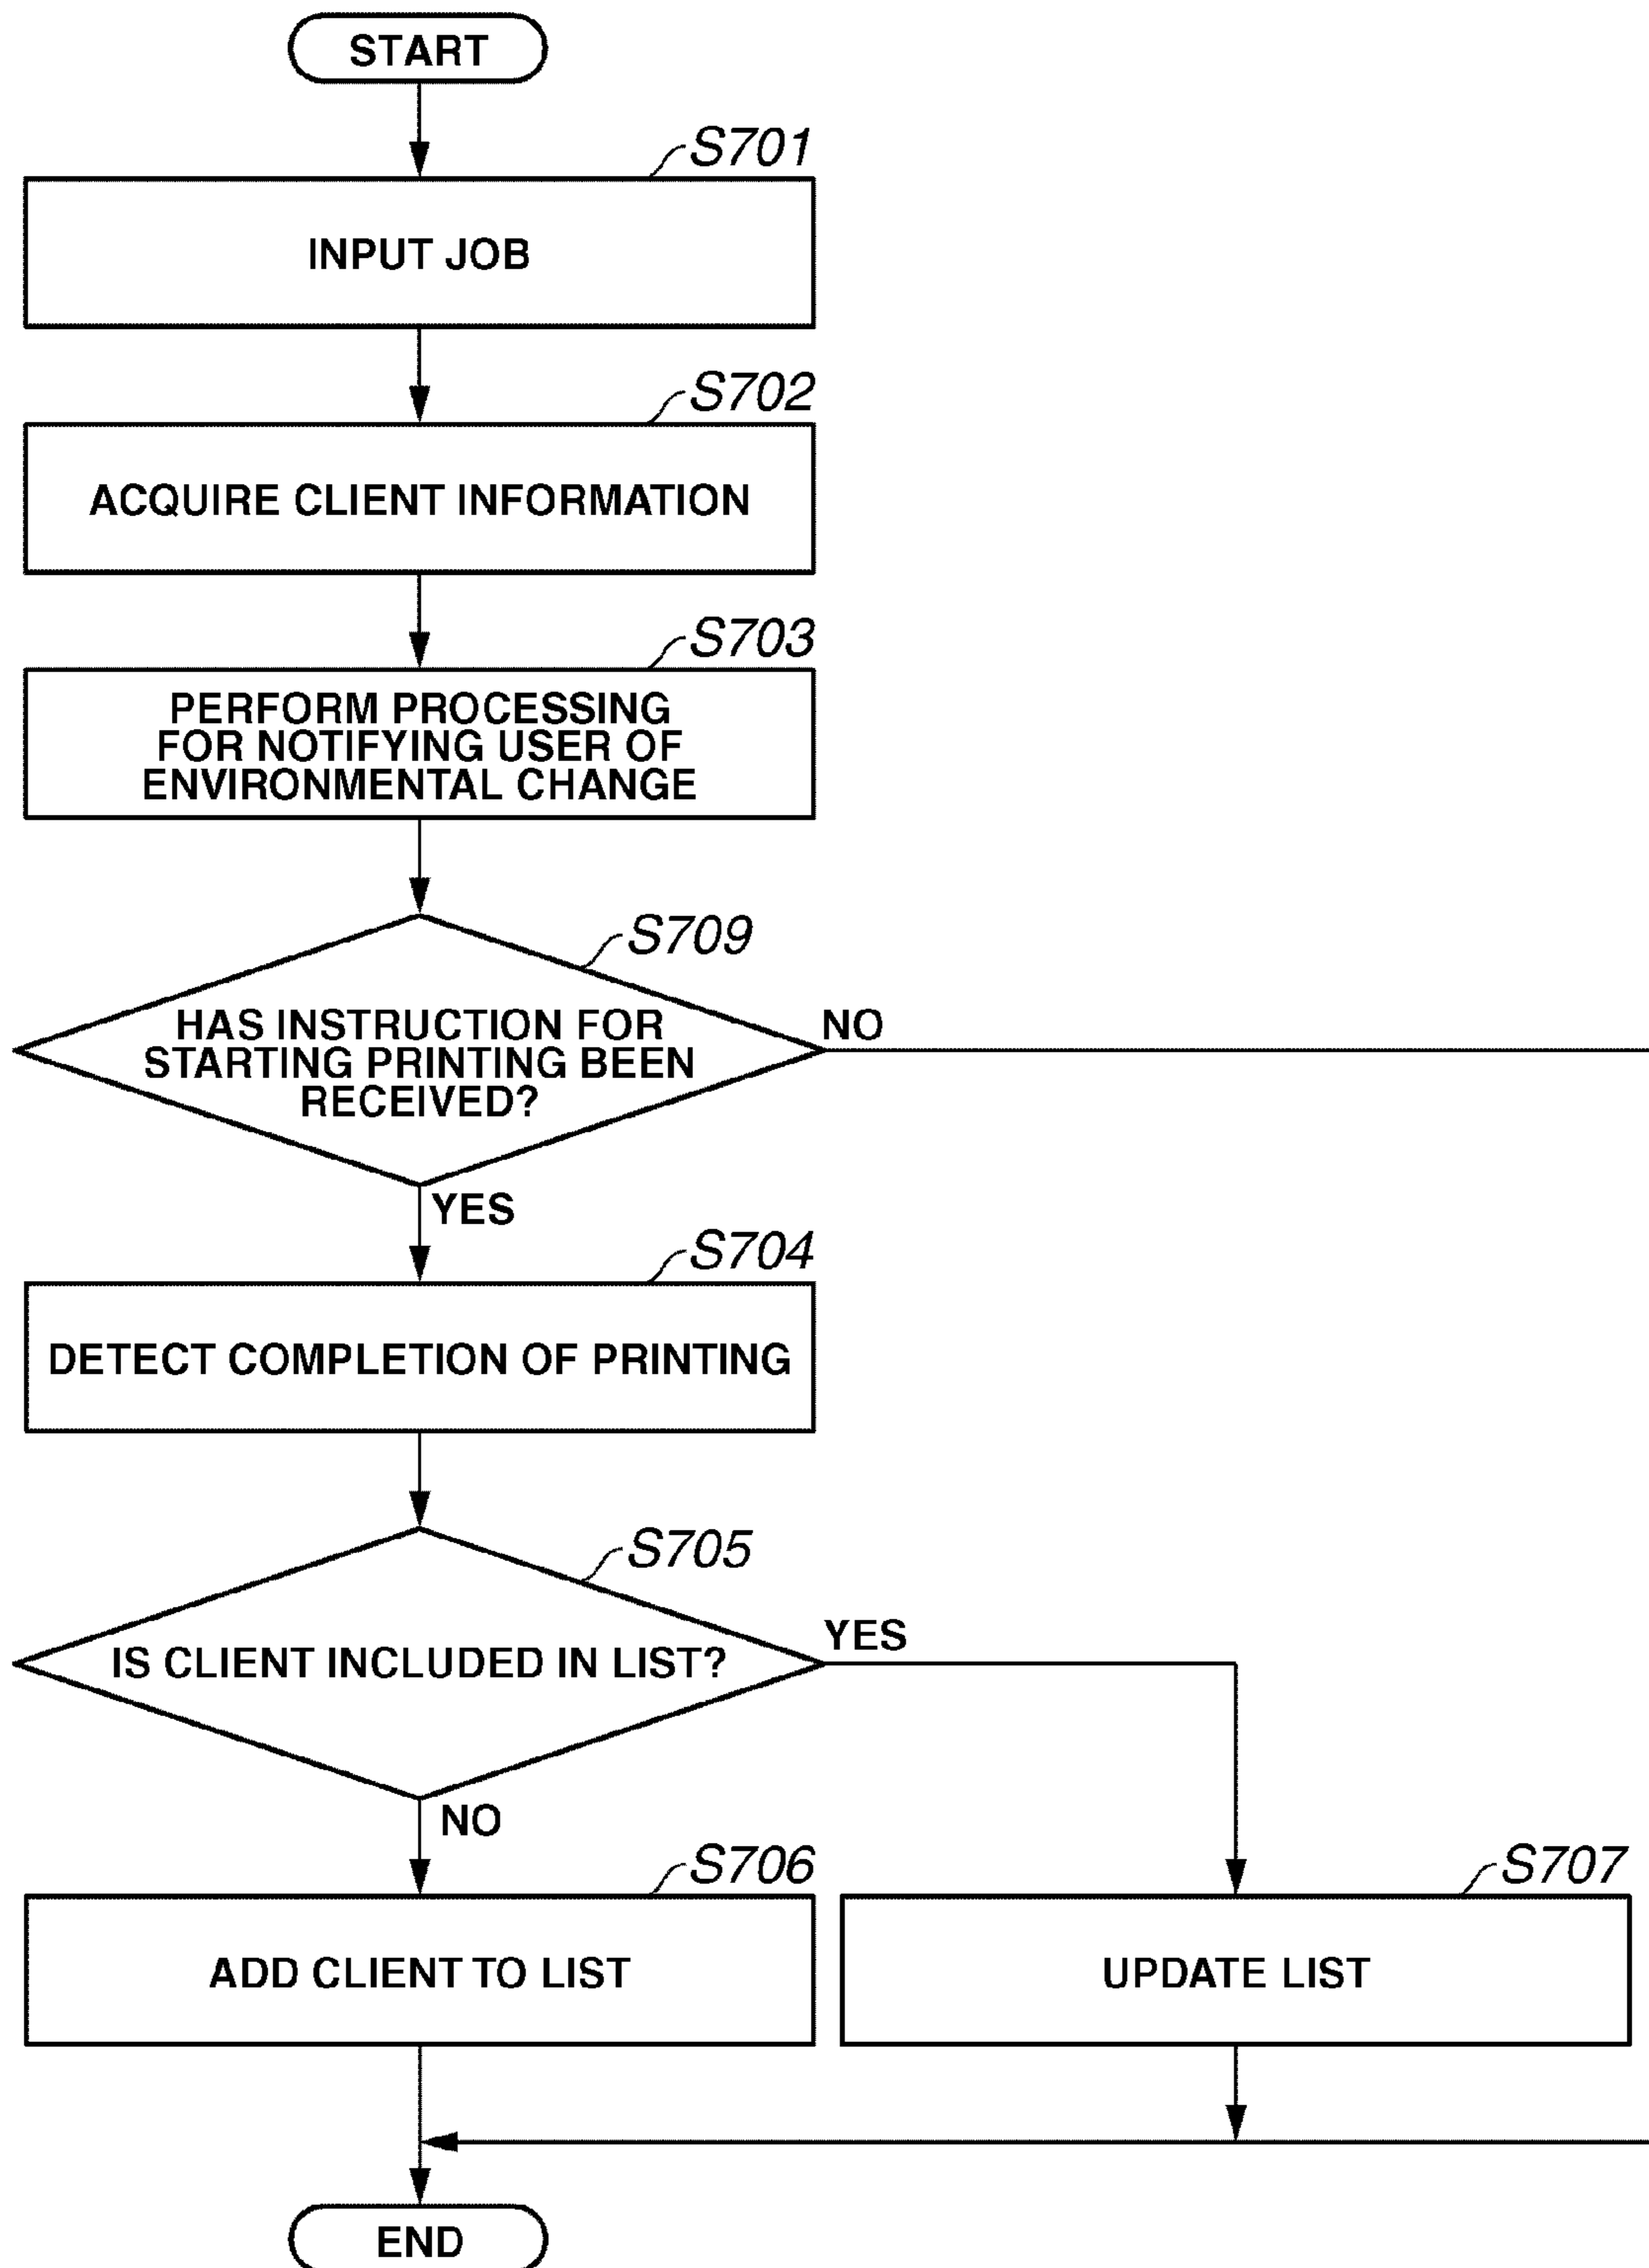 START
S701
INPUT JOB
S702
ACQUIRE CLIENT INFORMATION
S703
PERFORM PROCESSING
FOR NOTIFYING USER OF
ENVIRONMENTAL CHANGE
S709
HAS INSTRUCTION FOR
STARTING PRINTING BEEN
RECEIVED?
NO
YES
S704
DETECT COMPLETION OF PRINTING
S705
IS CLIENT INCLUDED IN LIST?
YES
NO
S706
ADD CLIENT TO LIST
S707
UPDATE LIST
END